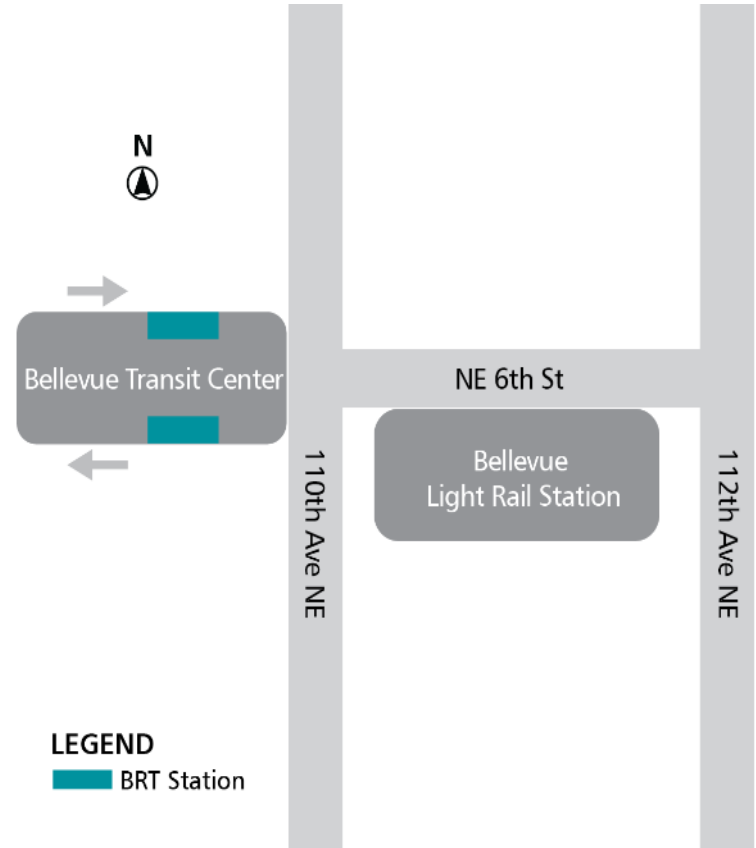 N
Bellevue Transit Center
NE 6th St
Bellevue
Light Rail Station
110th Ave NE
112th Ave NE
LEGEND
BRT Station